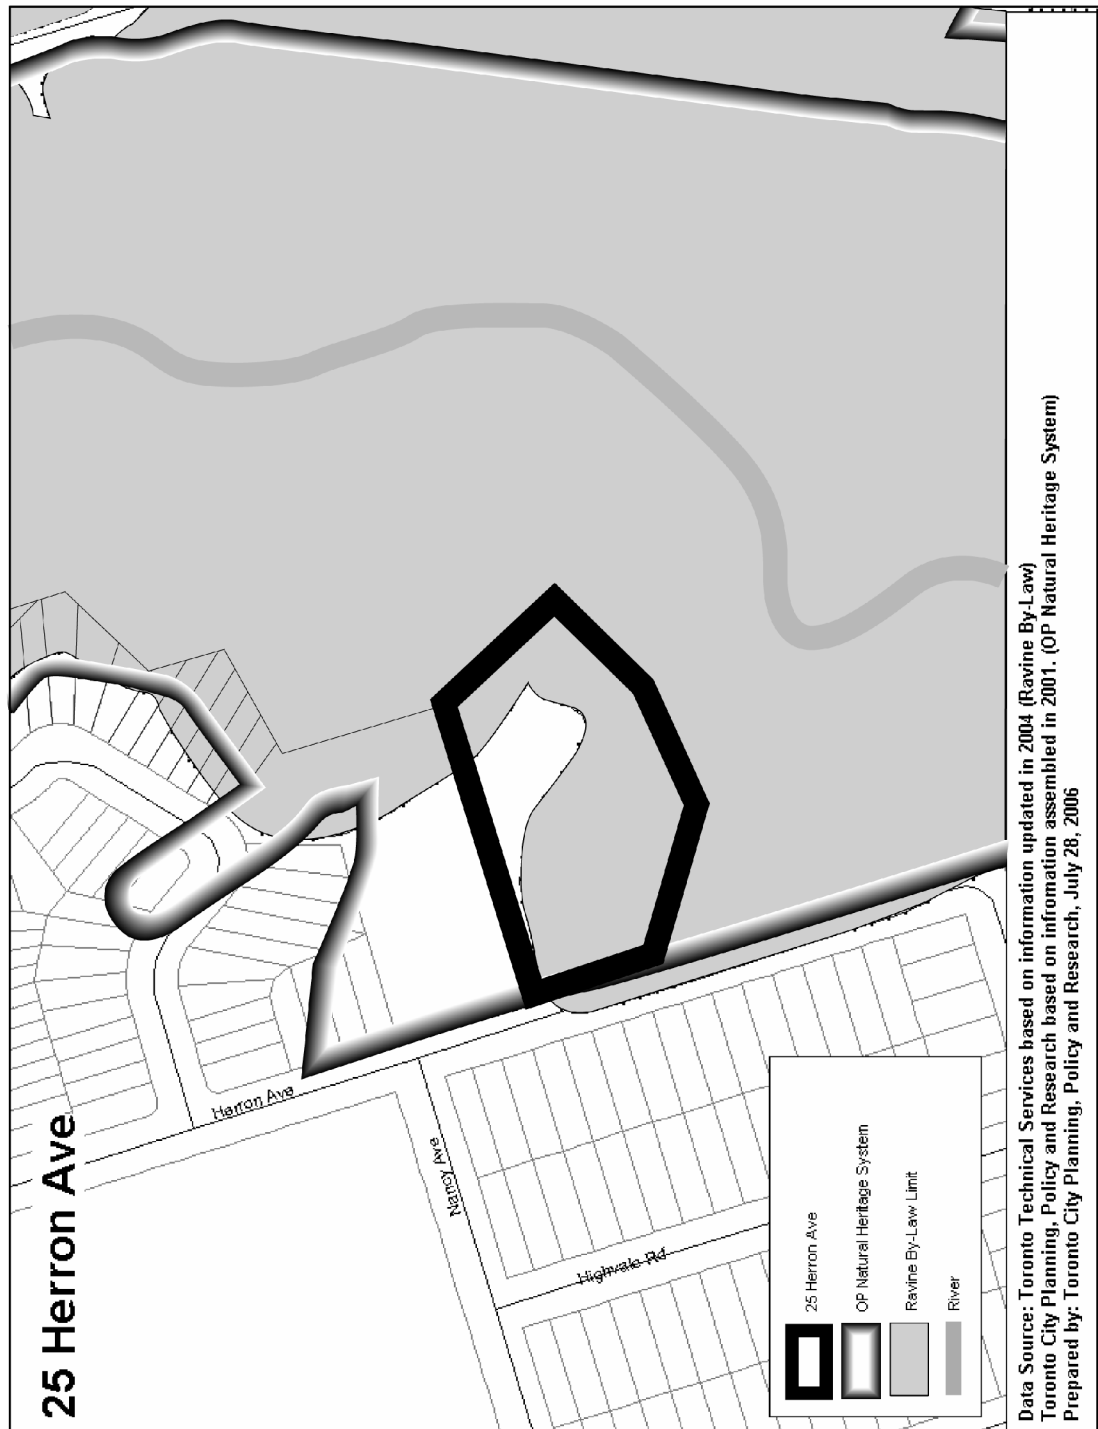 25 Herron Ave
Herron Ave
Nancy Ave
Highvale Rd
25 Herron Ave
OP Natural Heritage System
Ravine By-Law Limit
River
Data Source: Toronto Technical Services based on information updated in 2004 (Ravine By-Law)
Toronto City Planning, Policy and Research based on infromation assembled in 2001. (OP Natural Heritage System)
Prepared by: Toronto City Planning, Policy and Research, July 28, 2006